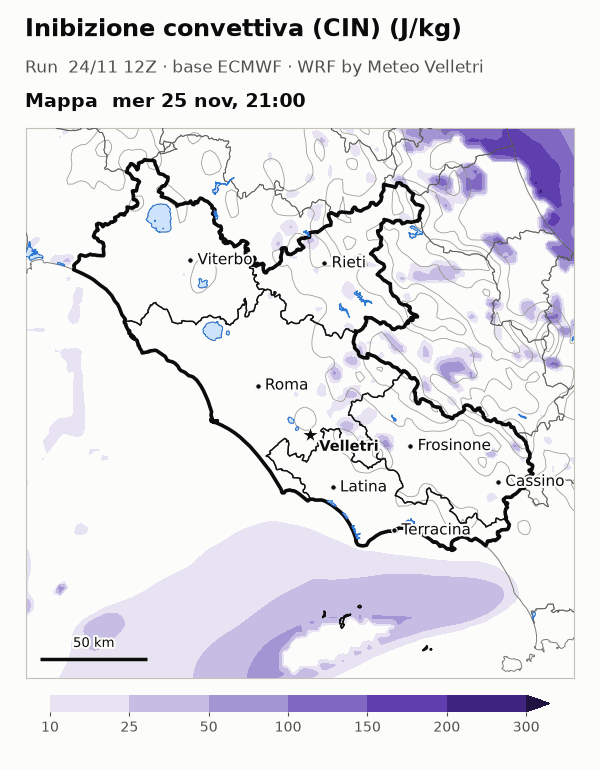 Inibizione convettiva (CIN) (J/kg)
Run  24/11 12Z · base ECMWF · WRF by Meteo Velletri
Mappa  mer 25 nov, 21:00
Viterbo
Rieti
Roma
Velletri
Frosinone
Latina
Cassino
Terracina
50 km
10 25 50 100 150 200 300